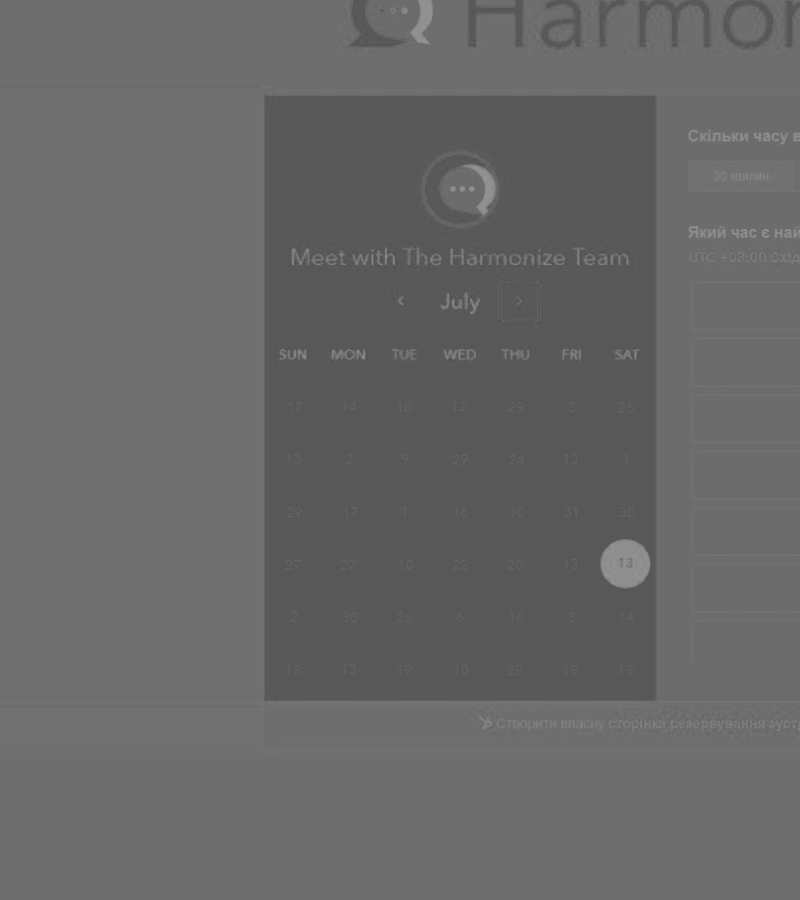 Harmon
Скільки часу в
30 хвилин
Meet with The Harmonize Team
Який час є най
UTC +03:00 Схід
‹ July ›
SUN MON TUE WED THU FRI SAT
17 14 18 12 29 3 26
13 2 9 29 24 13 1
29 17 1 16 10 31 30
27 27 10 22 20 13 13
2 30 26 6 16 3 14
18 13 19 10 28 18 18
Створити власну сторінка резервування зустр